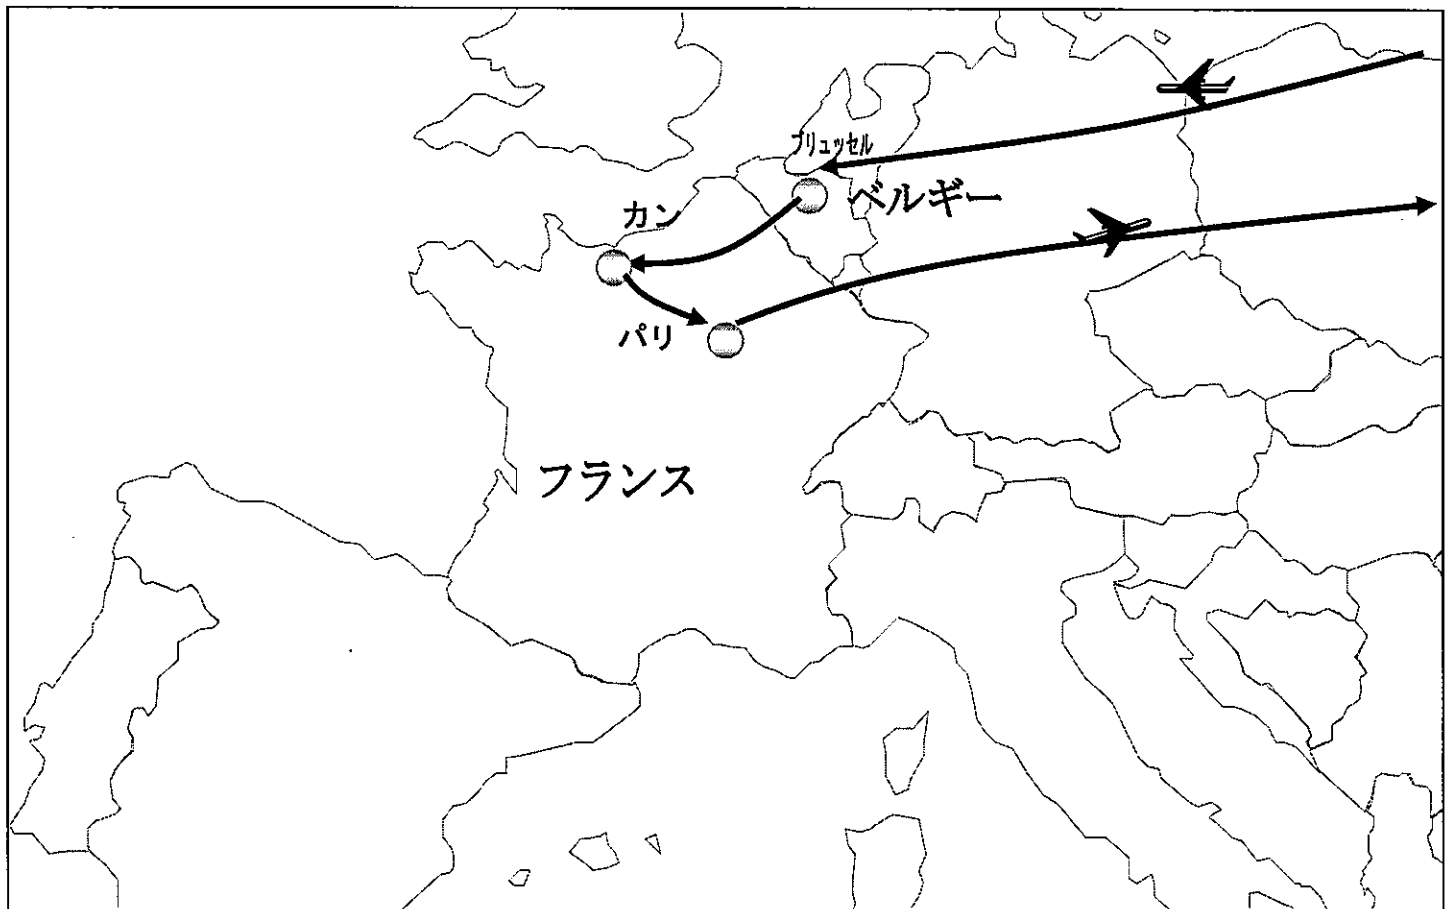 ブリュッセル
ベルギー
カン
パリ
フランス